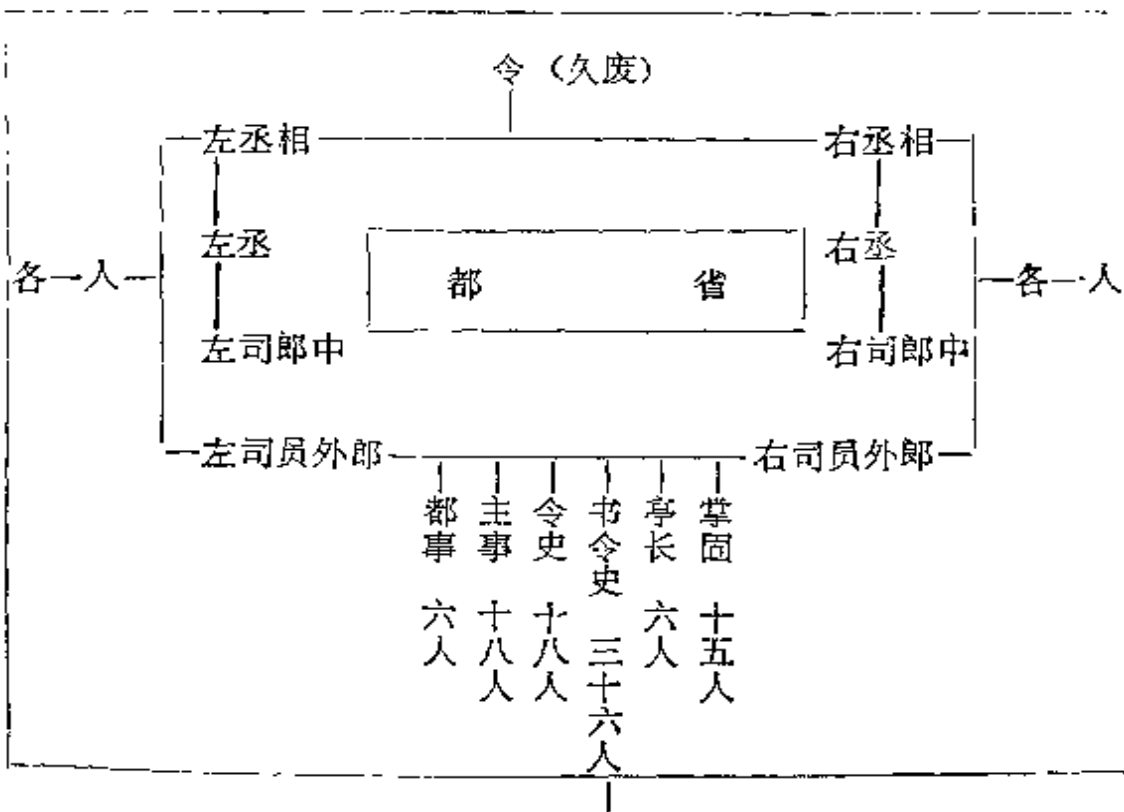 令（久废）
左丞相
右丞相
左丞
右丞
各一人
都省
各一人
左司郎中
右司郎中
左司员外郎
右司员外郎
都事 六人
主事 十八人
令史 十八人
书令史 三十六人
亭长 六人
掌固 十五人